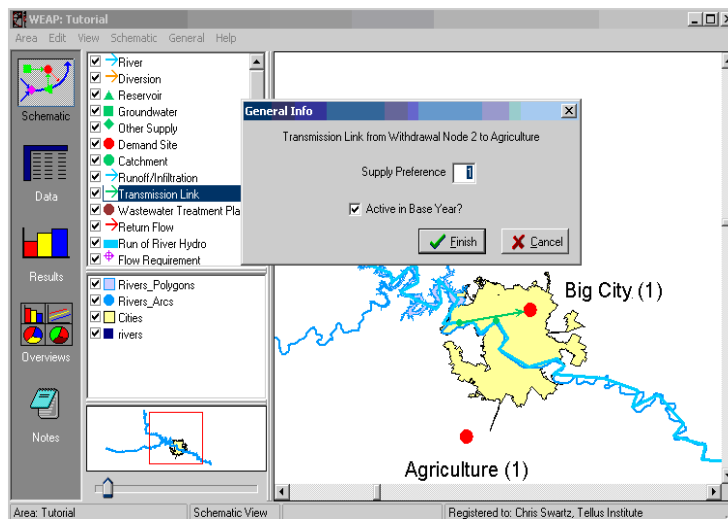 WEAP: Tutorial
Area Edit View Schematic General Help
Schematic
Data
Results
Overviews
Notes
River
Diversion
Reservoir
Groundwater
Other Supply
Demand Site
Catchment
Runoff/Infiltration
Transmission Link
Wastewater Treatment Pla
Return Flow
Run of River Hydro
Flow Requirement
Rivers_Polygons
Rivers_Arcs
Cities
rivers
General Info
Transmission Link from Withdrawal Node 2 to Agriculture
Supply Preference 1
Active in Base Year?
Finish Cancel
Big City (1)
Agriculture (1)
Area: Tutorial Schematic View Registered to: Chris Swartz, Tellus Institute